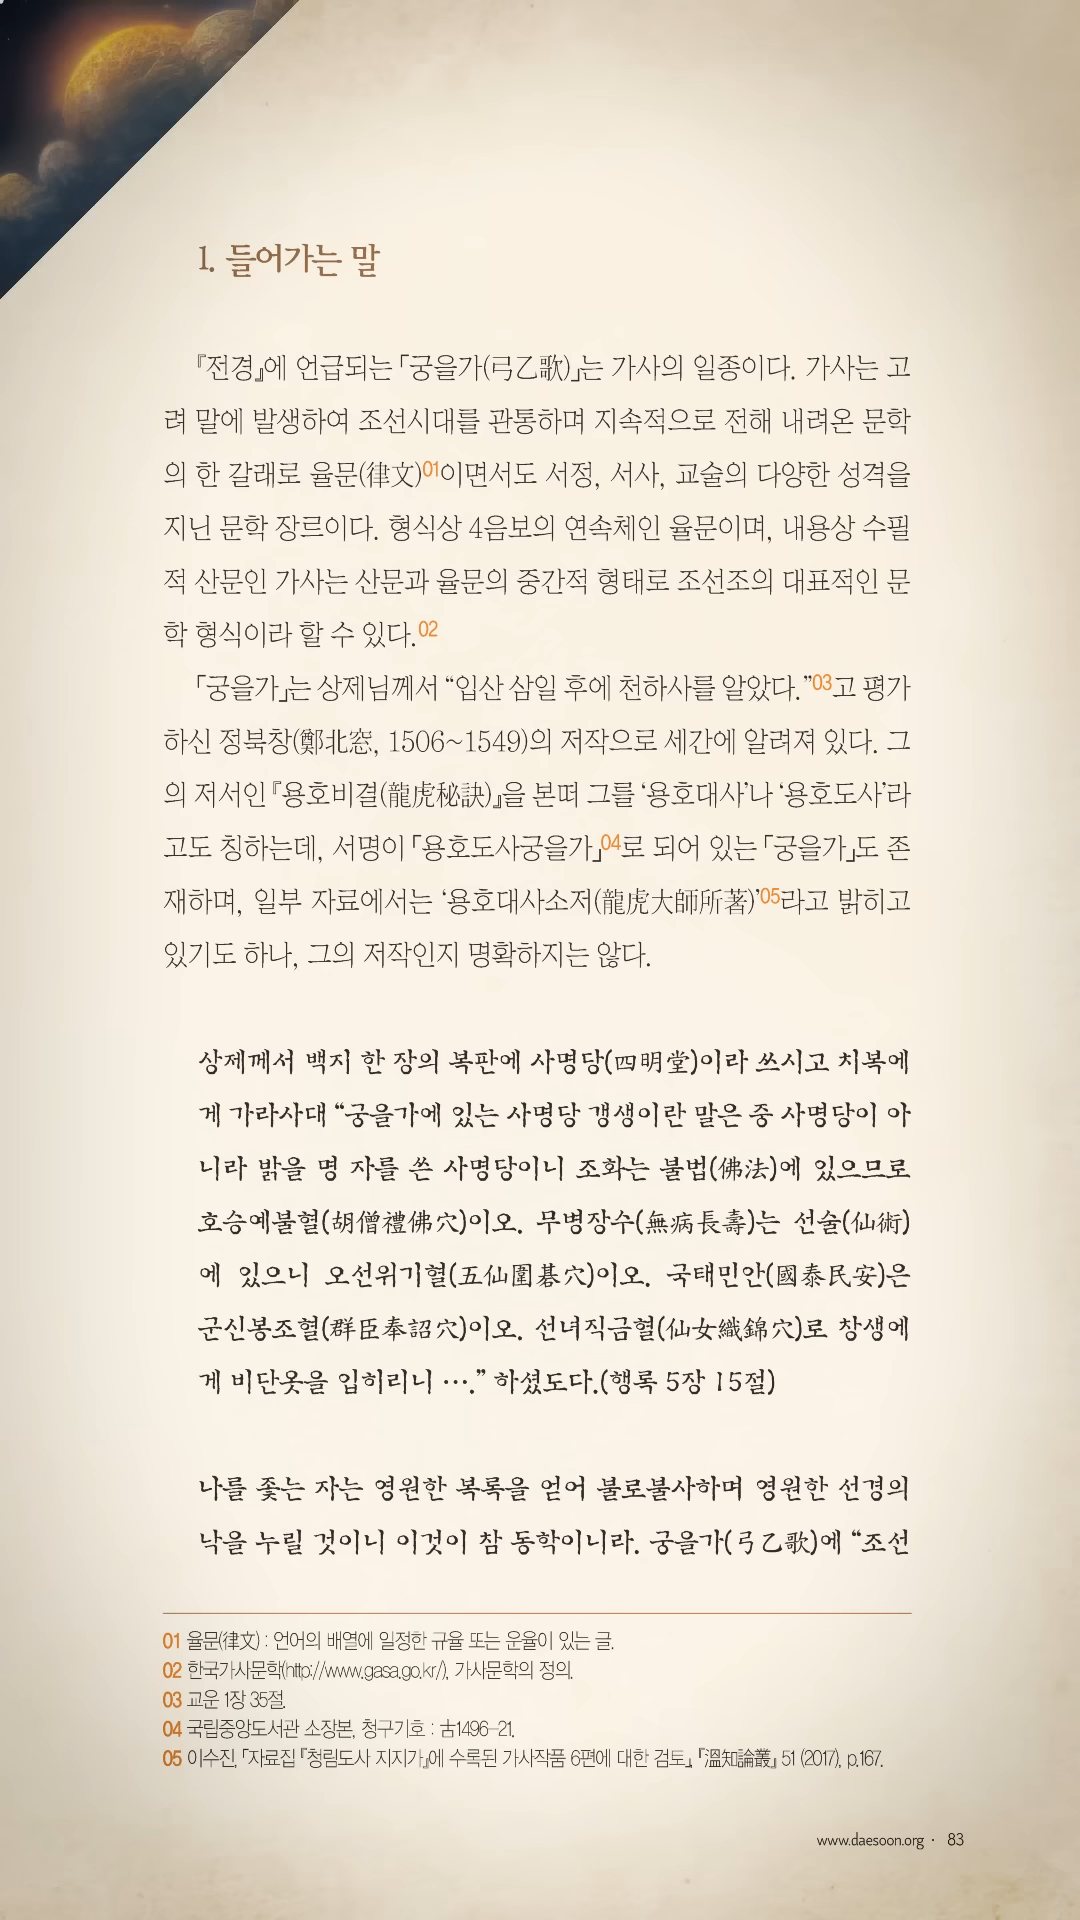 1. 들어가는 말
『전경』에 언급되는 「궁을가(弓乙歌)」는 가사의 일종이다. 가사는 고
려 말에 발생하여 조선시대를 관통하며 지속적으로 전해 내려온 문학
의 한 갈래로 율문(律文)01이면서도 서정, 서사, 교술의 다양한 성격을
지닌 문학 장르이다. 형식상 4음보의 연속체인 율문이며, 내용상 수필
적 산문인 가사는 산문과 율문의 중간적 형태로 조선조의 대표적인 문
학 형식이라 할 수 있다.02
「궁을가」는 상제님께서 “입산 삼일 후에 천하사를 알았다.”03고 평가
하신 정북창(鄭北窓, 1506~1549)의 저작으로 세간에 알려져 있다. 그
의 저서인 『용호비결(龍虎秘訣)』을 본떠 그를 ‘용호대사’나 ‘용호도사’라
고도 칭하는데, 서명이 「용호도사궁을가」04로 되어 있는 「궁을가」도 존
재하며, 일부 자료에서는 ‘용호대사소저(龍虎大師所著)’05라고 밝히고
있기도 하나, 그의 저작인지 명확하지는 않다.
상제께서 백지 한 장의 복판에 사명당(四明堂)이라 쓰시고 치복에
게 가라사대 “궁을가에 있는 사명당 갱생이란 말은 중 사명당이 아
니라 밝을 명 자를 쓴 사명당이니 조화는 불법(佛法)에 있으므로
호승예불혈(胡僧禮佛穴)이오. 무병장수(無病長壽)는 선술(仙術)
에 있으니 오선위기혈(五仙圍碁穴)이오. 국태민안(國泰民安)은
군신봉조혈(群臣奉詔穴)이오. 선녀직금혈(仙女織錦穴)로 창생에
게 비단옷을 입히리니 ….” 하셨도다.(행록 5장 15절)
나를 좇는 자는 영원한 복록을 얻어 불로불사하며 영원한 선경의
낙을 누릴 것이니 이것이 참 동학이니라. 궁을가(弓乙歌)에 “조선
01 율문(律文) : 언어의 배열에 일정한 규율 또는 운율이 있는 글.
02 한국가사문학(http://www.gasa.go.kr/), 가사문학의 정의.
03 교운 1장 35절.
04 국립중앙도서관 소장본, 청구기호 : 古1496-21.
05 이수진, 「자료집 『청림도사 지지가』에 수록된 가사작품 6편에 대한 검토」, 『溫知論叢』 51 (2017), p.167.
www.daesoon.org · 83